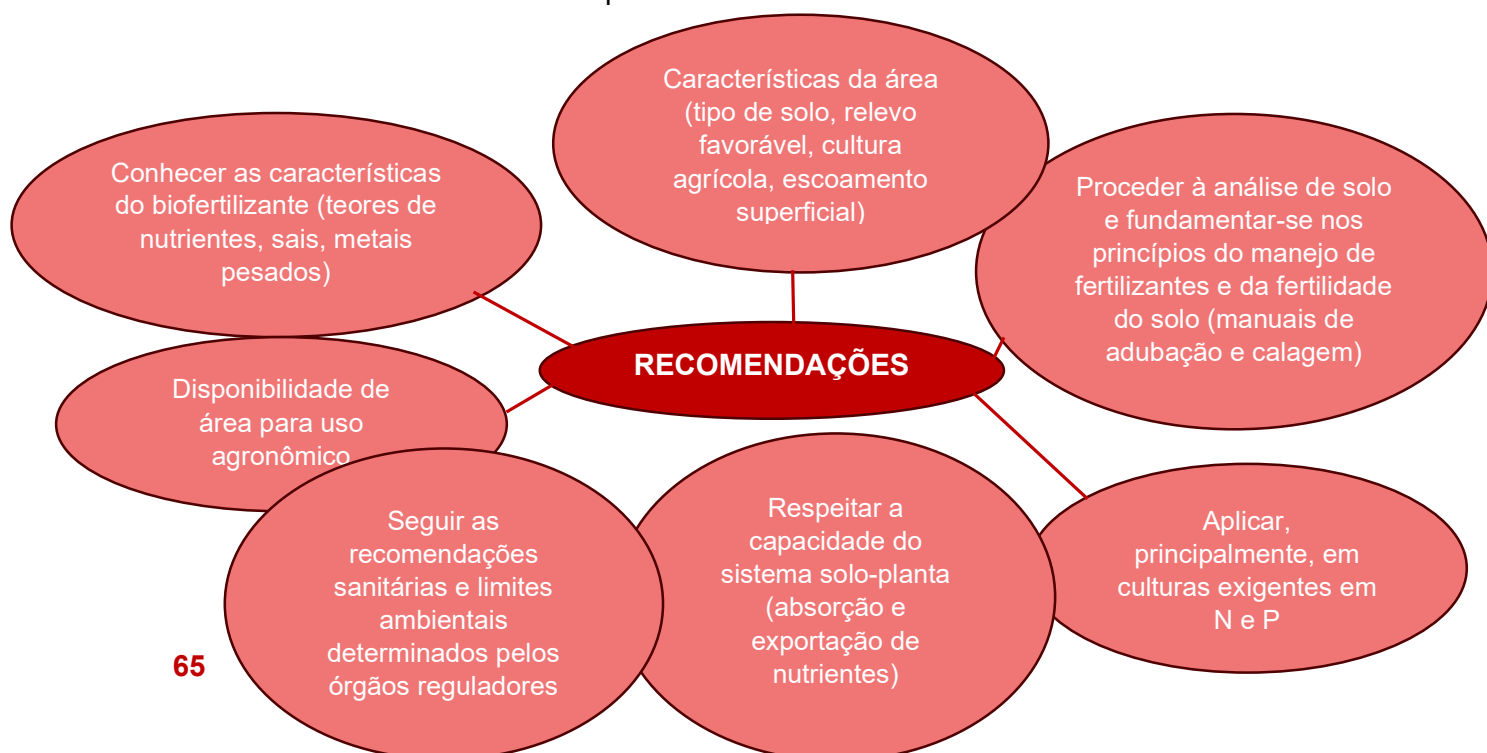 Características da área
(tipo de solo, relevo
favorável, cultura
agrícola, escoamento
superficial)
Conhecer as características
do biofertilizante (teores de
nutrientes, sais, metais
pesados)
Proceder à análise de solo
e fundamentar-se nos
princípios do manejo de
fertilizantes e da fertilidade
do solo (manuais de
adubação e calagem)
RECOMENDAÇÕES
Disponibilidade de
área para uso
agronômico
Seguir as
recomendações
sanitárias e limites
ambientais
determinados pelos
órgãos reguladores
Respeitar a
capacidade do
sistema solo-planta
(absorção e
exportação de
nutrientes)
Aplicar,
principalmente, em
culturas exigentes em
N e P
65